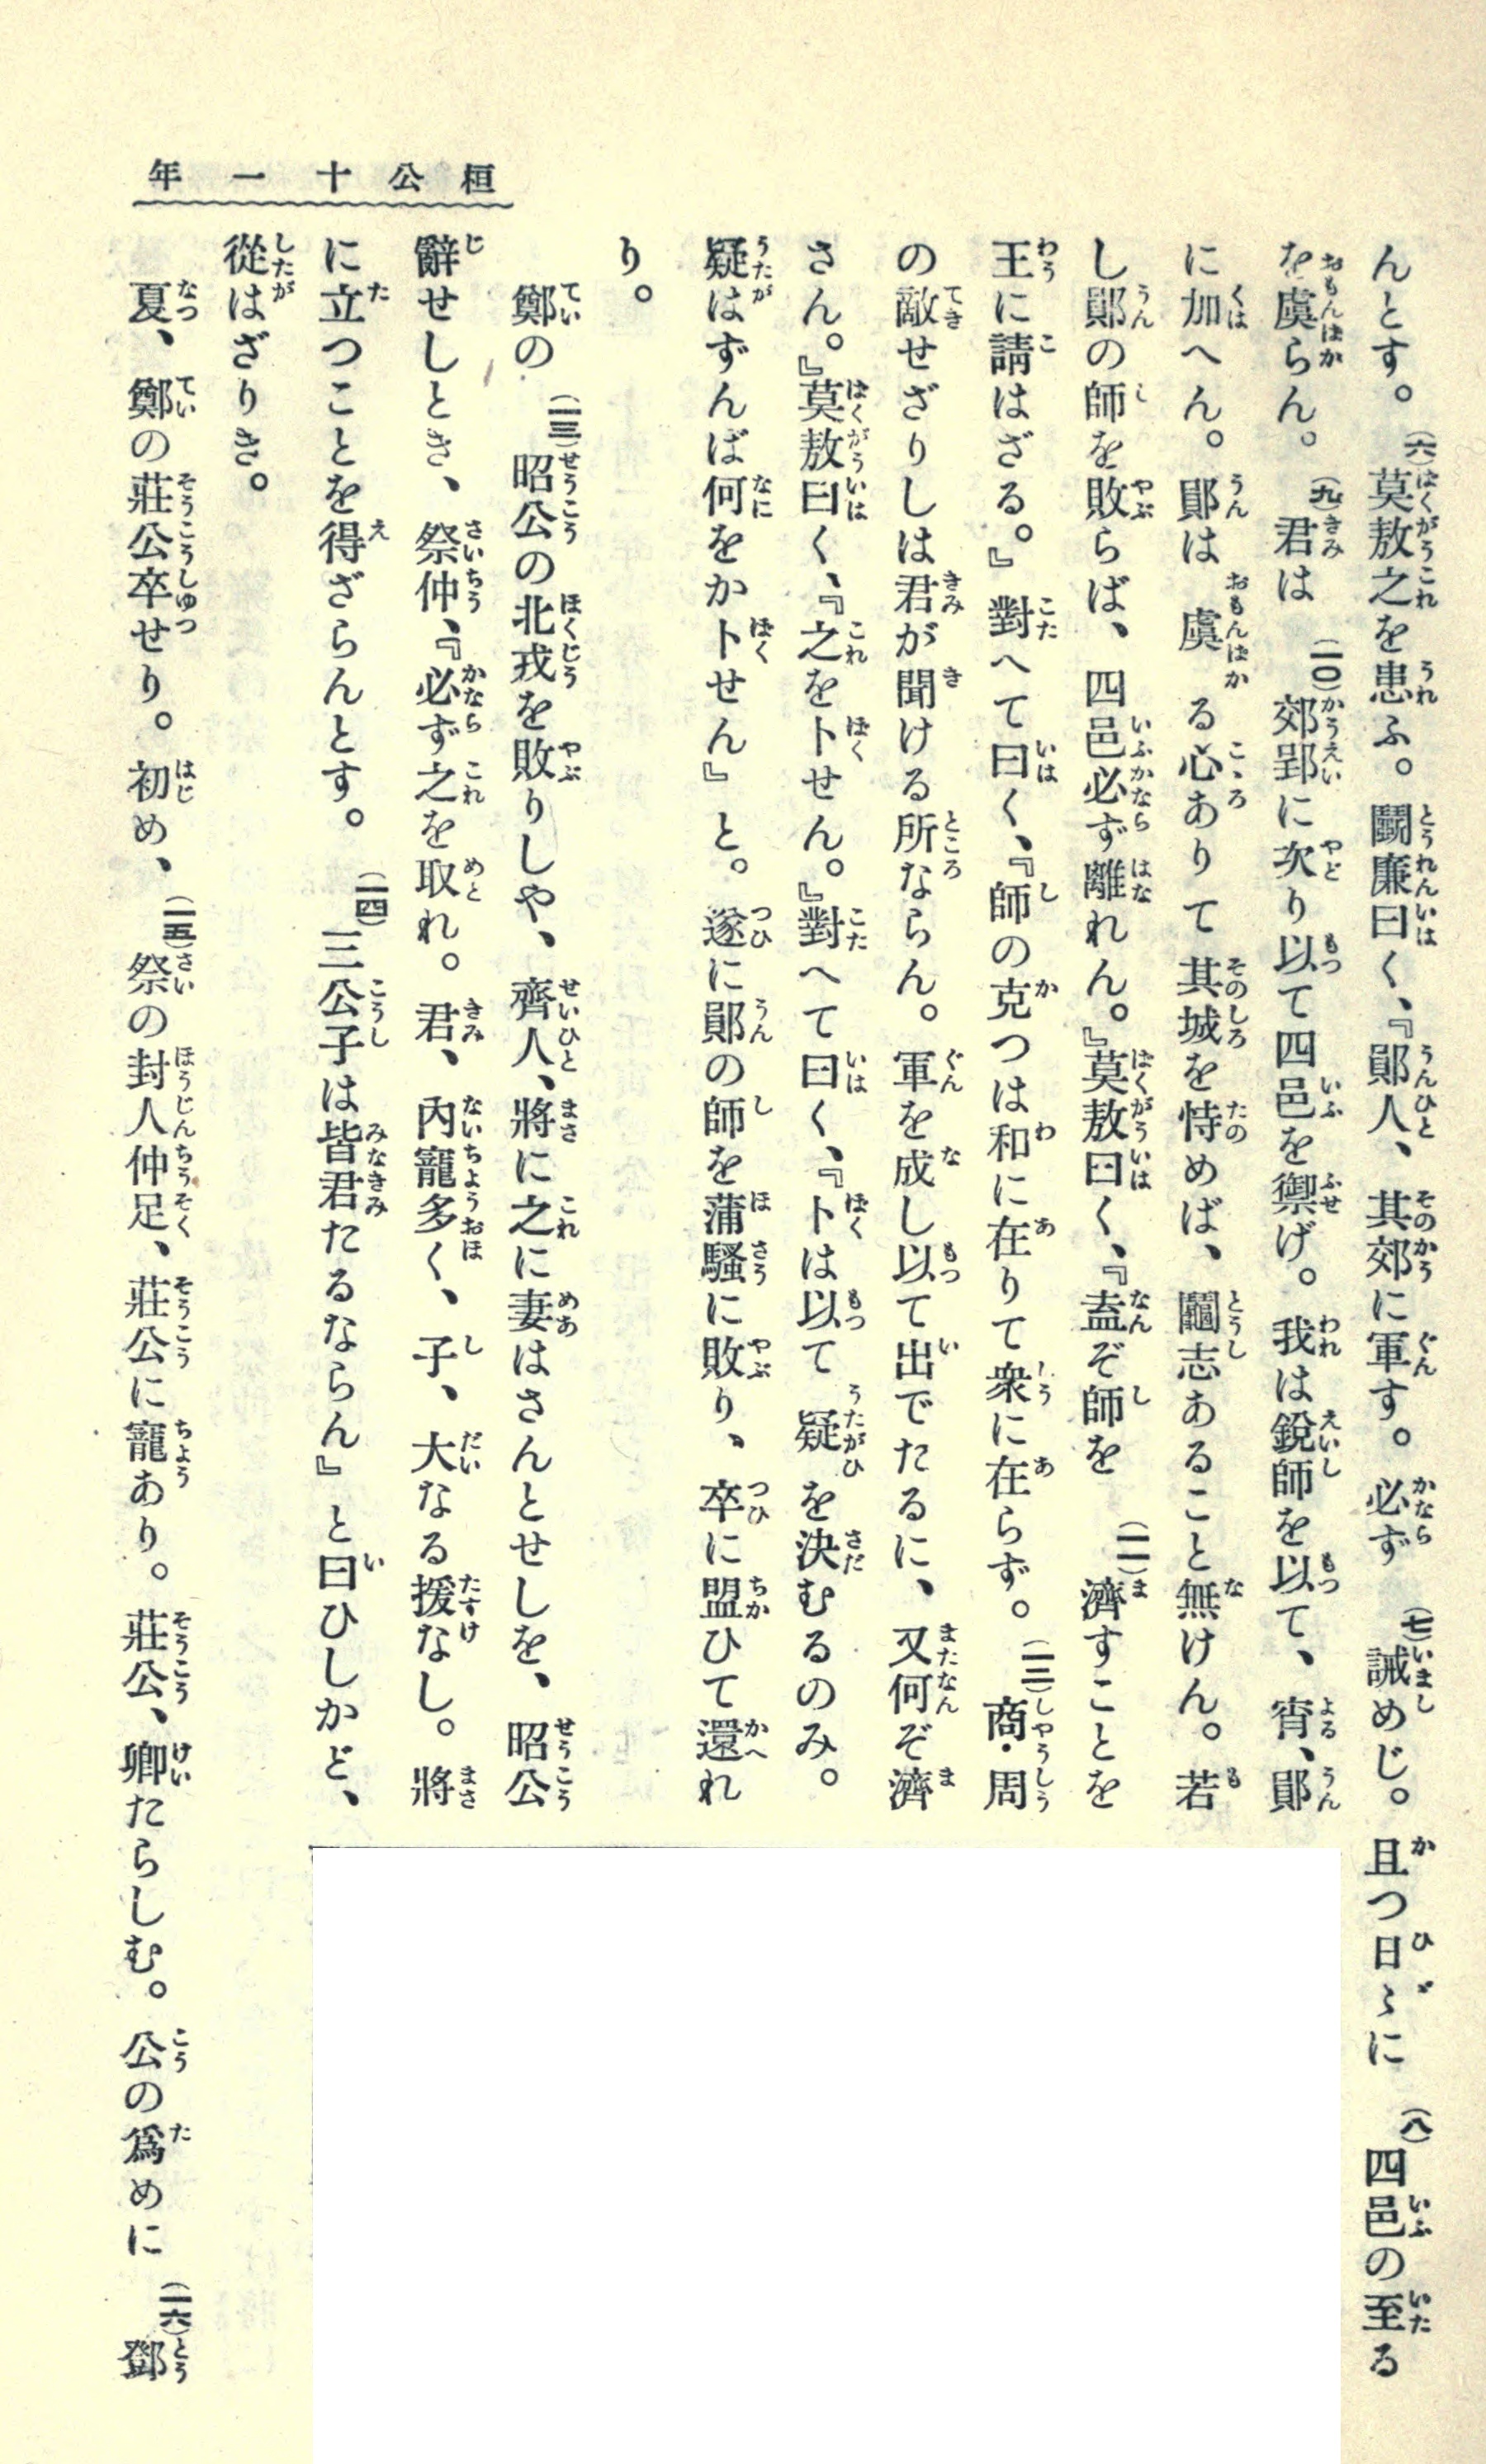 桓公十一年
んとす。(六)莫敖之を患ふ。鬭廉曰く、『鄖人、其郊に軍す。必ず(七)誡めじ。且つ日〻に(八)四邑の至る
を虞らん。(九)君は(一〇)郊郢に次り以て四邑を禦げ。我は銳師を以て、宵、鄖
に加へん。鄖は虞る心ありて其城を恃めば、鬭志あること無けん。若
し鄖の師を敗らば、四邑必ず離れん。』莫敖曰く、『盍ぞ師を(一一)濟すことを
王に請はざる。』對へて曰く、『師の克つは和に在りて衆に在らず。(一二)商・周
の敵せざりしは君が聞ける所ならん。軍を成し以て出でたるに、又何ぞ濟
さん。』莫敖曰く、『之を卜せん。』對へて曰く、『卜は以て疑を決むるのみ。
疑はずんば何をか卜せん』と。遂に鄖の師を蒲騷に敗り、卒に盟ひて還れ
り。
鄭の(一三)昭公の北戎を敗りしや、齊人、將に之に妻はさんとせしを、昭公
辭せしとき、祭仲、『必ず之を取れ。君、內寵多く、子、大なる援なし。將
に立つことを得ざらんとす。(一四)三公子は皆君たるならん』と曰ひしかど、
從はざりき。
夏、鄭の莊公卒せり。初め、(一五)祭の封人仲足、莊公に寵あり。莊公、卿たらしむ。公の爲めに(一六)鄧